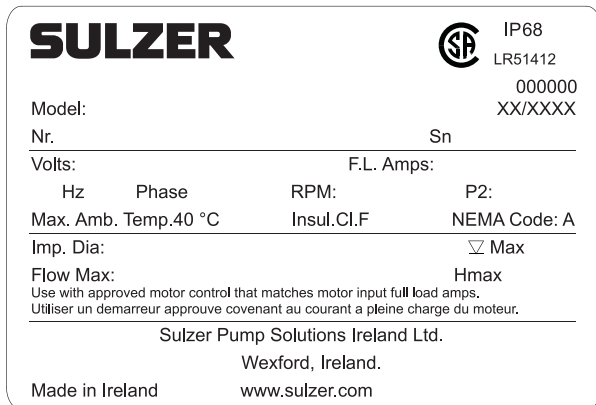 SULZER
IP68
LR51412
000000
Model: XX/XXXX
Nr. Sn
Volts: F.L. Amps:
Hz Phase RPM: P2:
Max. Amb. Temp.40 °C Insul.Cl.F NEMA Code: A
Imp. Dia: ▽ Max
Flow Max: Hmax
Use with approved motor control that matches motor input full load amps.
Utiliser un demarreur approuve covenant au courant a pleine charge du moteur.
Sulzer Pump Solutions Ireland Ltd.
Wexford, Ireland.
Made in Ireland www.sulzer.com